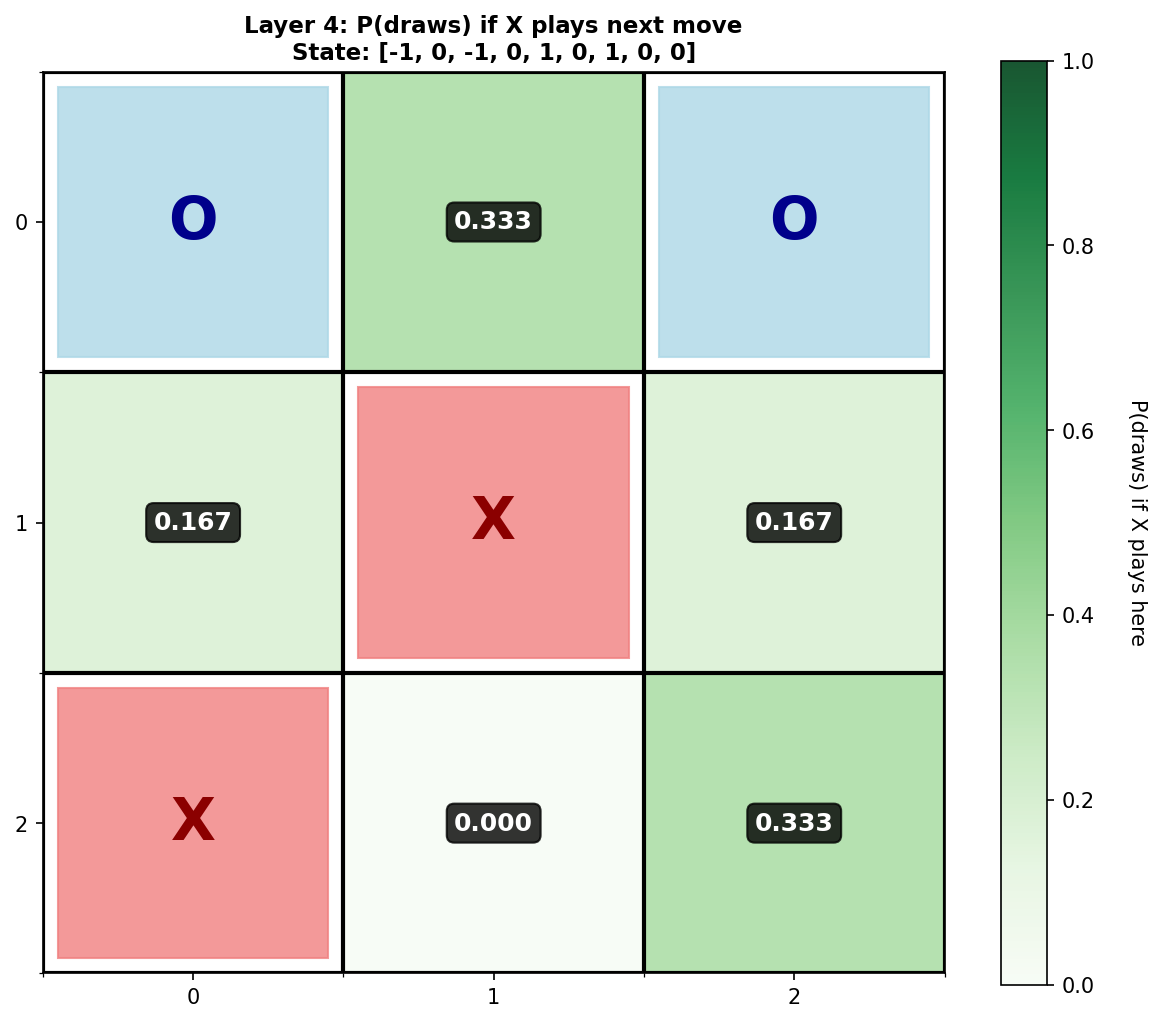 Layer 4: P(draws) if X plays next move
State: [-1, 0, -1, 0, 1, 0, 1, 0, 0]
0
O
0.333
O
1
0.167
X
0.167
2
X
0.000
0.333
0
1
2
1.0
0.8
0.6
0.4
0.2
0.0
P(draws) if X plays here